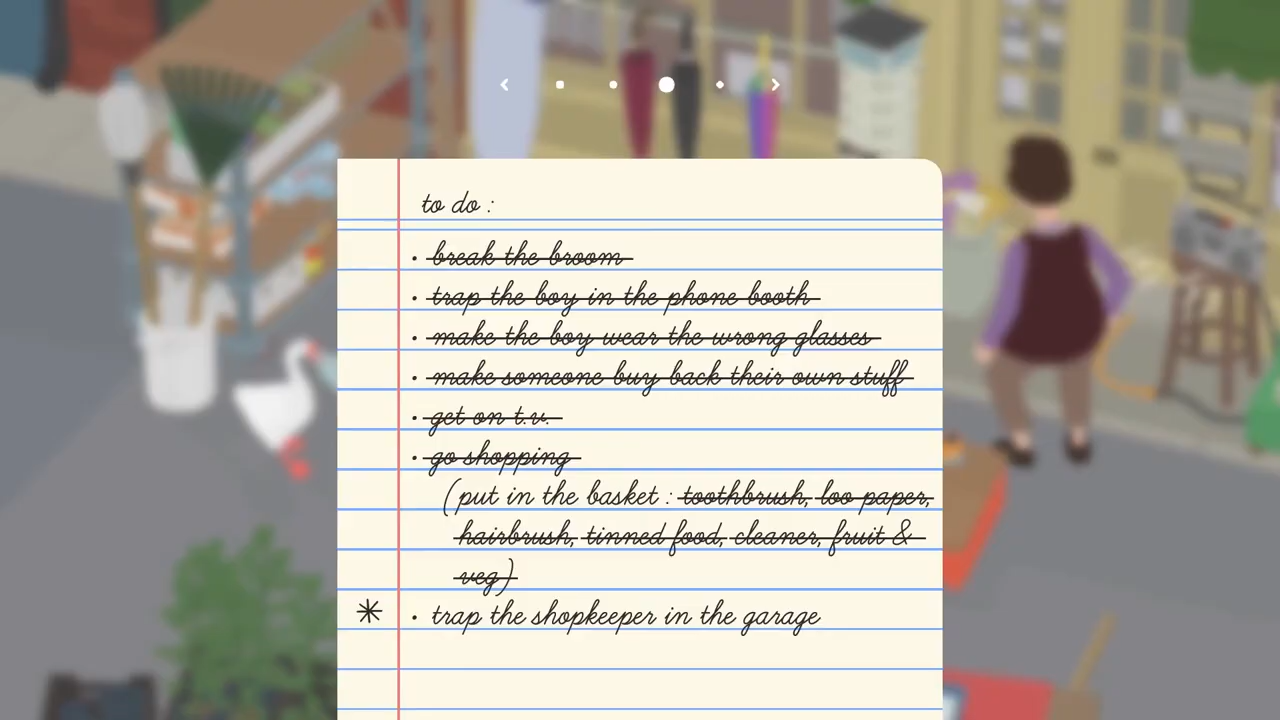 to do :
• break the broom
• trap the boy in the phone booth
• make the boy wear the wrong glasses
• make someone buy back their own stuff
• get on t.v.
• go shopping
(put in the basket : toothbrush, loo paper,
hairbrush, tinned food, cleaner, fruit &
veg)
• trap the shopkeeper in the garage